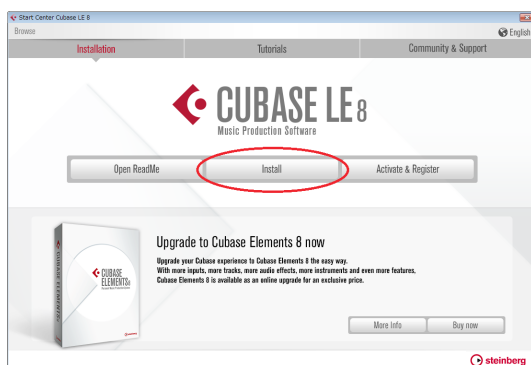 Start Center Cubase LE 8
Browse
English
Installation
Tutorials
Community & Support
CUBASE LE 8
Music Production Software
Open ReadMe
Install
Activate & Register
Upgrade to Cubase Elements 8 now
Upgrade your Cubase experience to Cubase Elements 8 the easy way.
With more inputs, more tracks, more audio effects, more instruments and even more features,
Cubase Elements 8 is available as an online upgrade for an exclusive price.
CUBASE ELEMENTS 8
CUBASE
ELEMENTS 8
More Info
Buy now
steinberg